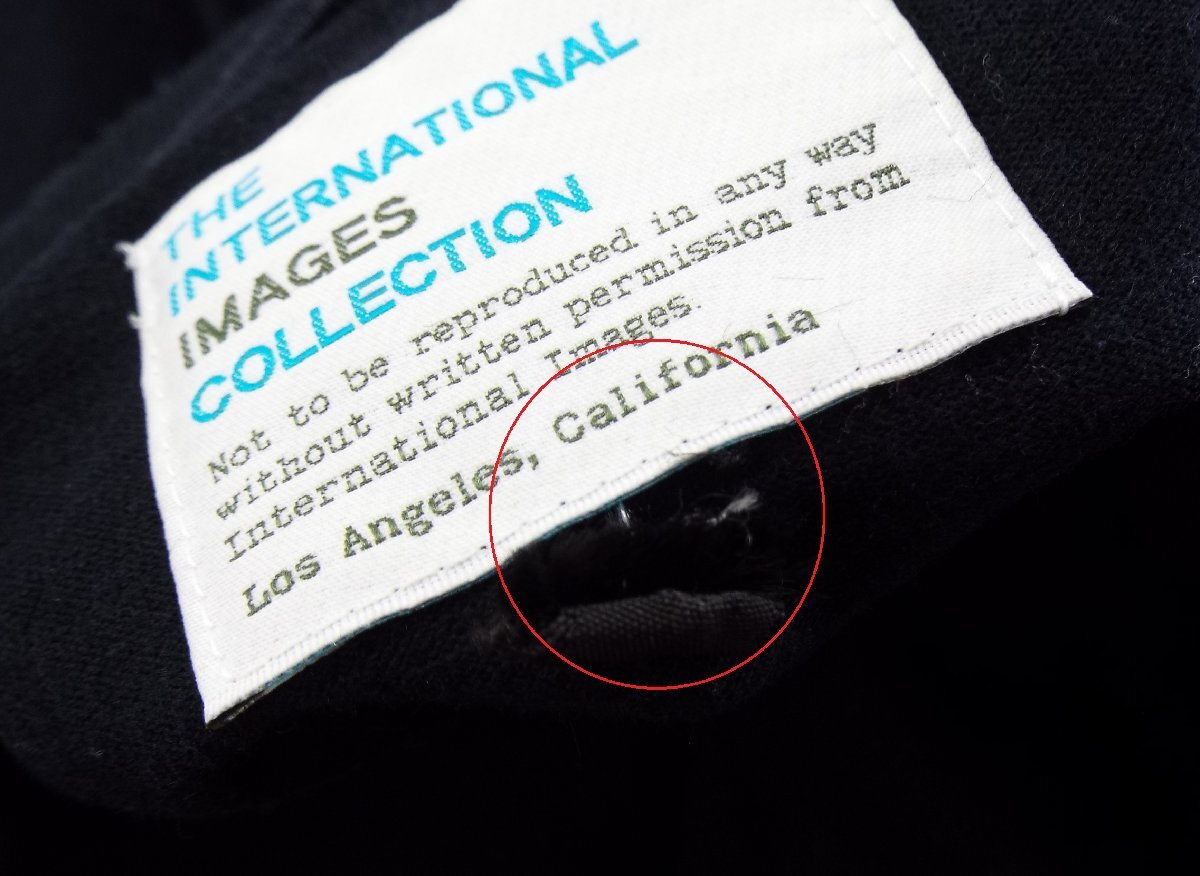 THE
INTERNATIONAL
IMAGES
COLLECTION
Not to be reproduced in any way
without written permission from
International Images.
Los Angeles, California